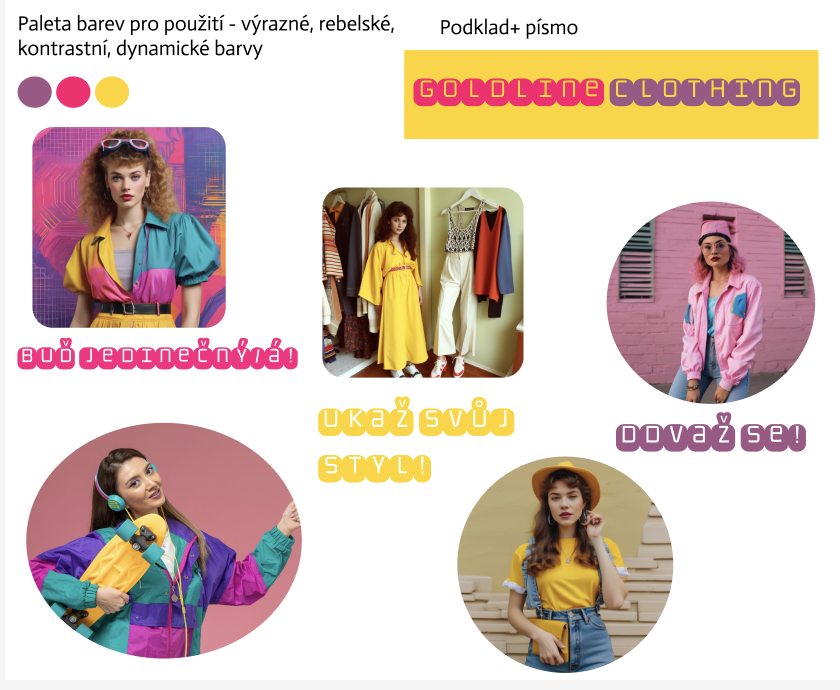 Paleta barev pro použití - výrazné, rebelské,
kontrastní, dynamické barvy
Podklad+ písmo
GOLDLINe CLOTHING
BUĎ JeDINeČNÝ/á!
UKaŽ SVŮJ
STYL!
ODVaŽ Se!